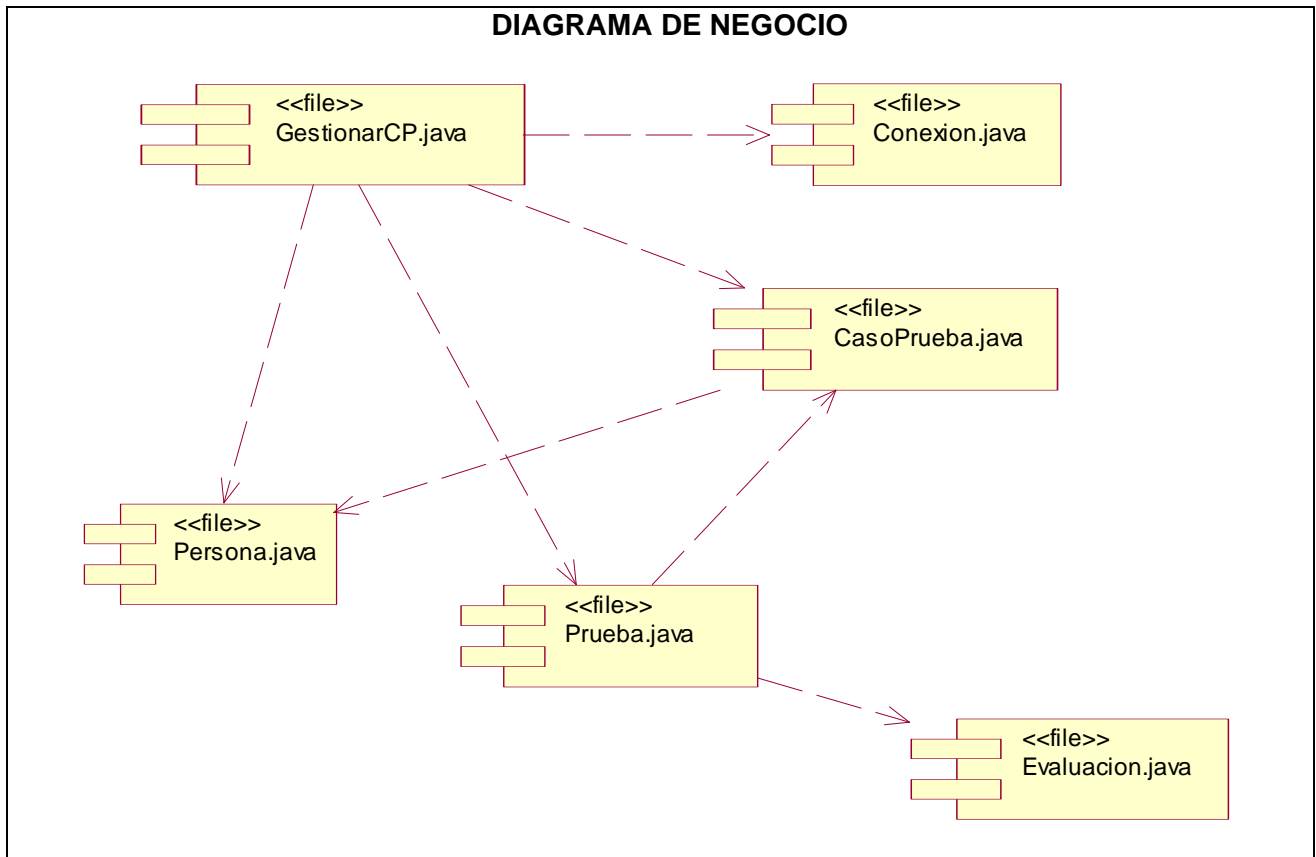 DIAGRAMA DE NEGOCIO
<<file>>
GestionarCP.java
<<file>>
Conexion.java
<<file>>
CasoPrueba.java
<<file>>
Persona.java
<<file>>
Prueba.java
<<file>>
Evaluacion.java